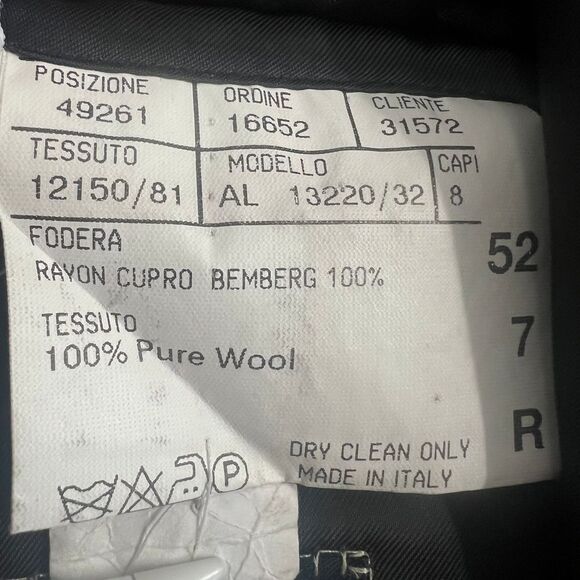 POSIZIONE ORDINE CLIENTE
49261 16652 31572
TESSUTO MODELLO CAPI
12150/81 AL 13220/32 8
FODERA
RAYON CUPRO BEMBERG 100%
52
TESSUTO
100% Pure Wool
7
R
DRY CLEAN ONLY
MADE IN ITALY
P